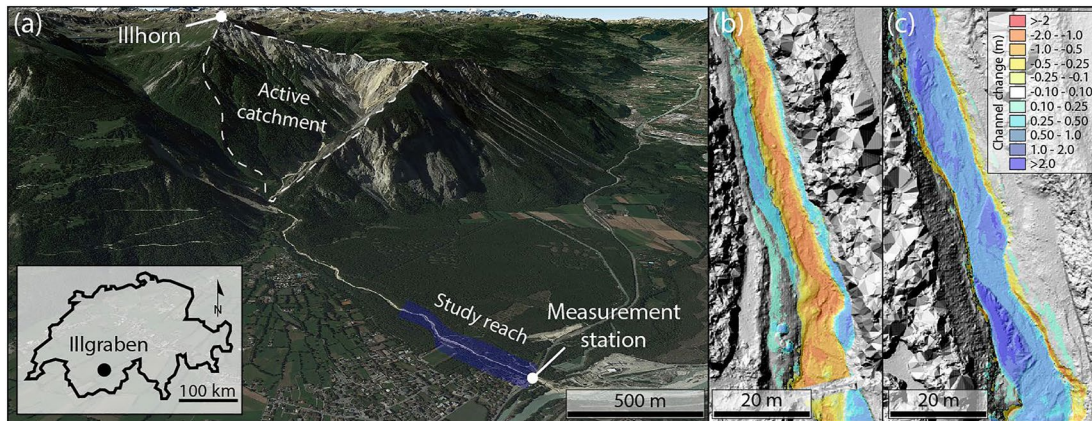 (a)
Illhorn
Active
catchment
Study reach
Measurement
station
N
Illgraben
100 km
500 m
(b)
20 m
(c)
Channel change (m)
>-2
-2.0 - -1.0
-1.0 - -0.5
-0.5 - -0.25
-0.25 - -0.1
-0.10 - 0.10
0.10 - 0.25
0.25 - 0.50
0.50 - 1.0
1.0 - 2.0
>2.0
20 m